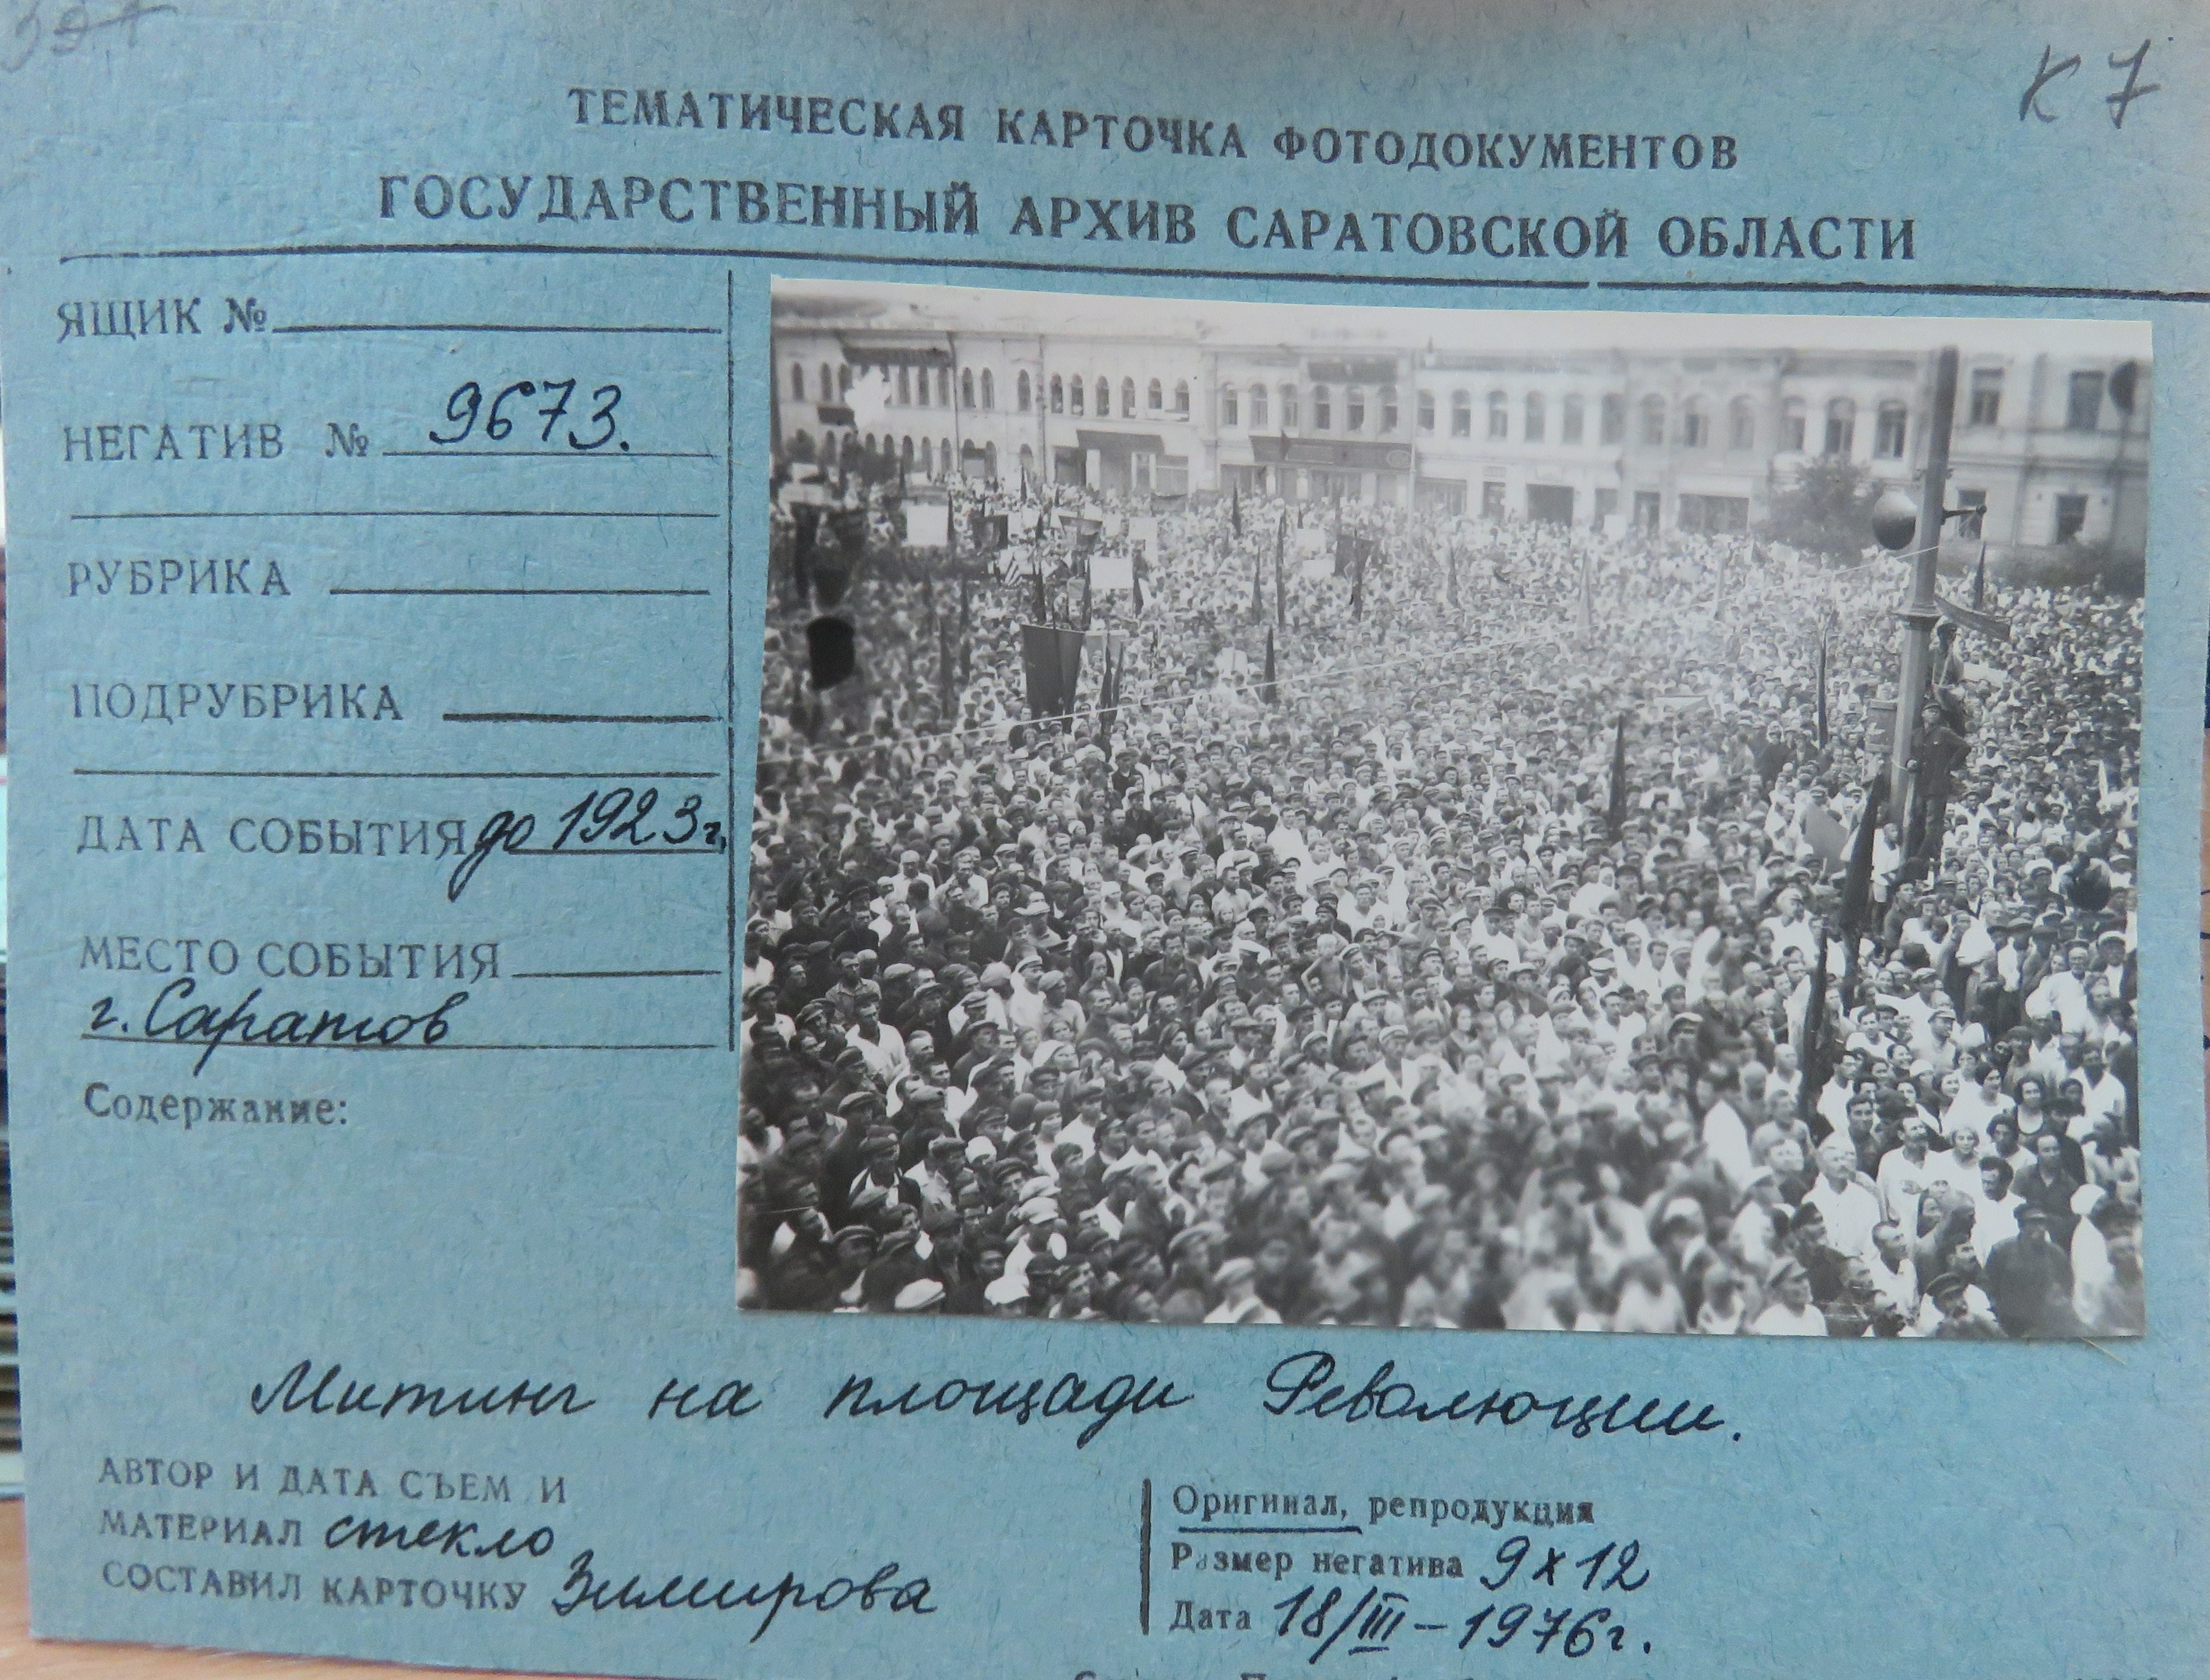 К 7
ТЕМАТИЧЕСКАЯ КАРТОЧКА ФОТОДОКУМЕНТОВ
ГОСУДАРСТВЕННЫЙ АРХИВ САРАТОВСКОЙ ОБЛАСТИ
ЯЩИК №
НЕГАТИВ № 9673.
РУБРИКА
ПОДРУБРИКА
ДАТА СОБЫТИЯ до 1923 г.
МЕСТО СОБЫТИЯ
г. Саратов
Содержание:
Митинг на площади Революции.
АВТОР И ДАТА СЪЕМ И
МАТЕРИАЛ стекло
СОСТАВИЛ КАРТОЧКУ Зимирова
Оригинал, репродукция
Размер негатива 9 х 12
Дата 18/III – 1976 г.